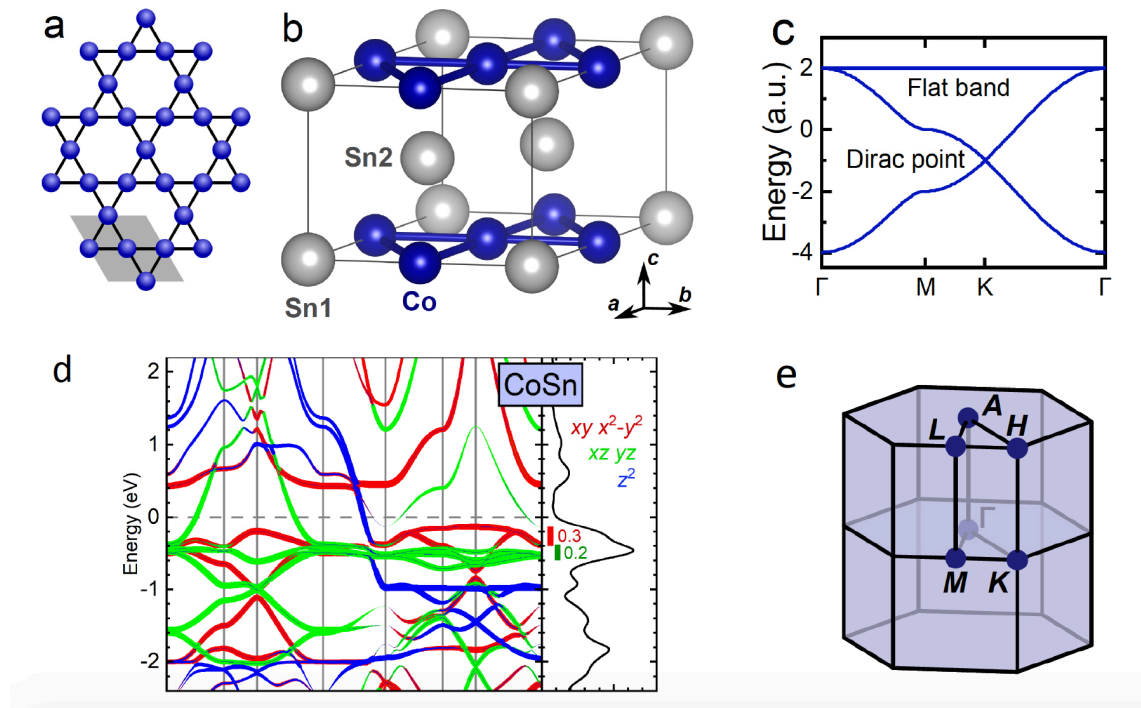 a
b
Sn2
Sn1
Co
c
a
b
c
Energy (a.u.)
2
0
-2
-4
Flat band
Dirac point
Γ
M
K
Γ
d
Energy (eV)
2
1
0
-1
-2
CoSn
xy x²-y²
xz yz
z²
0.3
0.2
e
A
L
H
Γ
M
K